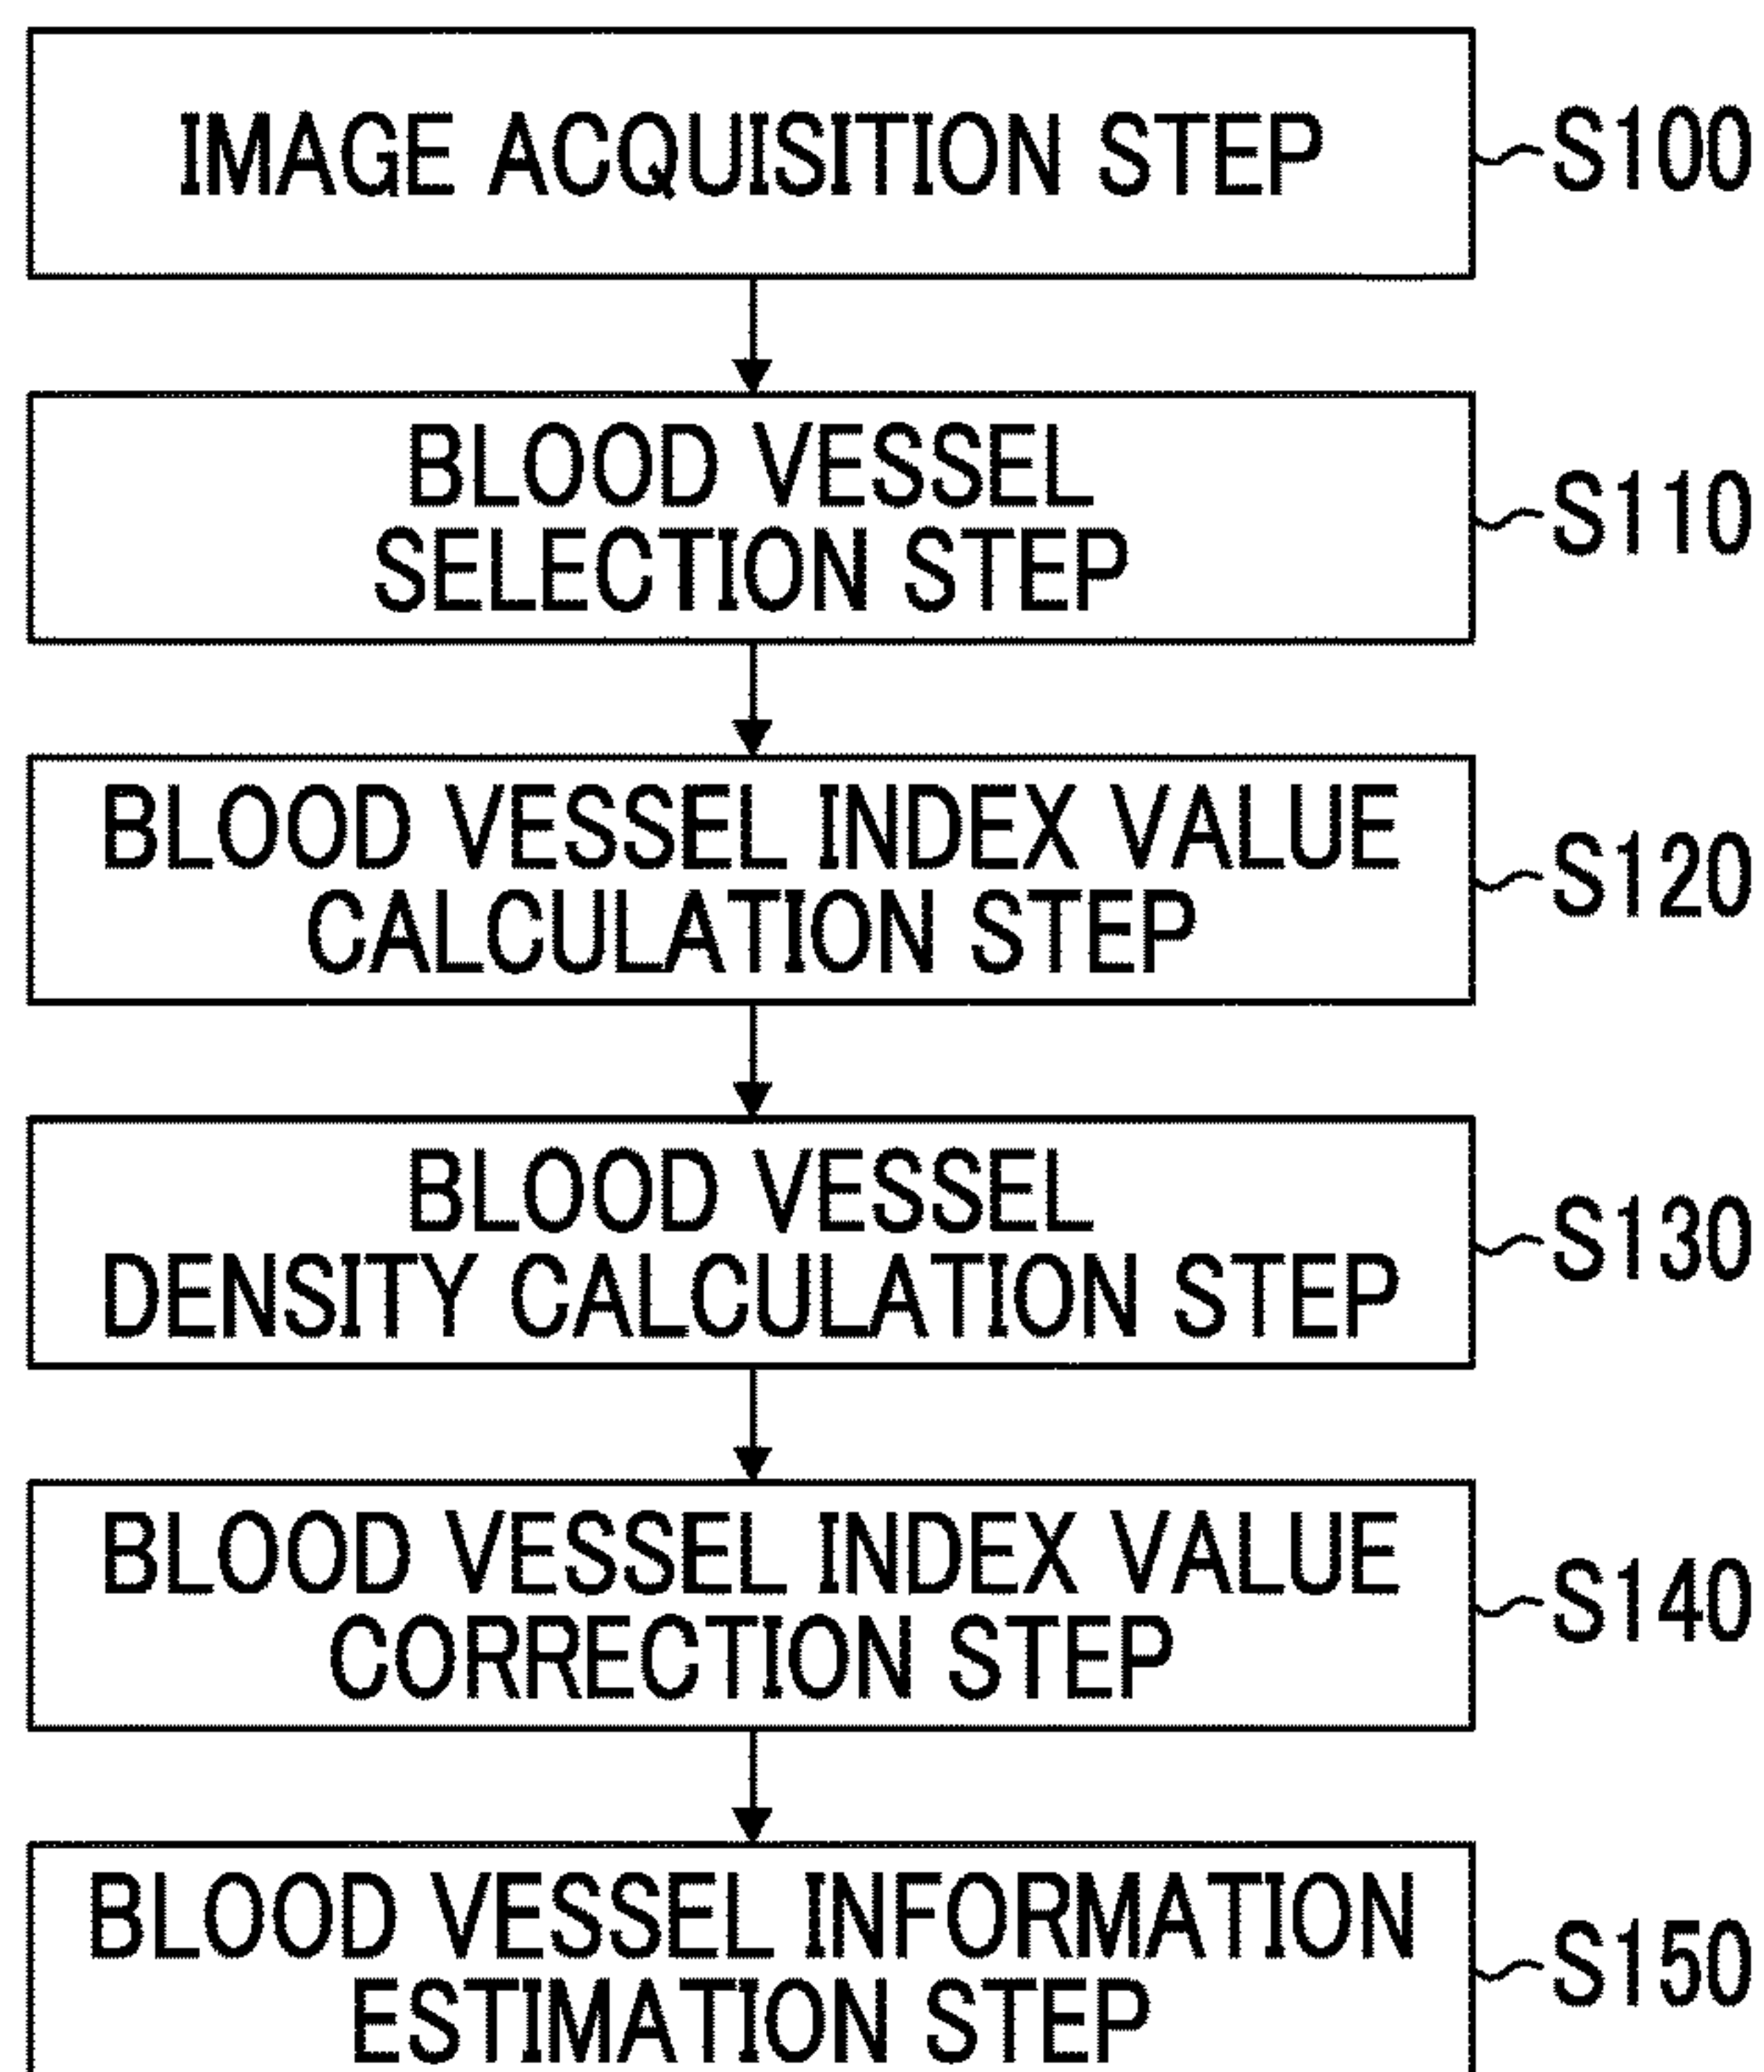 IMAGE ACQUISITION STEP
S100
BLOOD VESSEL
SELECTION STEP
S110
BLOOD VESSEL INDEX VALUE
CALCULATION STEP
S120
BLOOD VESSEL
DENSITY CALCULATION STEP
S130
BLOOD VESSEL INDEX VALUE
CORRECTION STEP
S140
BLOOD VESSEL INFORMATION
ESTIMATION STEP
S150